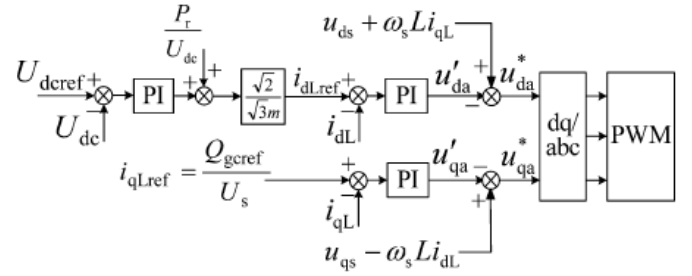 P_r / U_dc
u_ds + ω_s L i_qL
U_dcref + − PI + + √2 / √3m i_dLref + − PI u′_da − + u*_da
U_dc
i_dL
dq/abc
PWM
i_qLref = Q_gcref / U_s
+ − PI u′_qa − + u*_qa
i_qL
u_qs − ω_s L i_dL